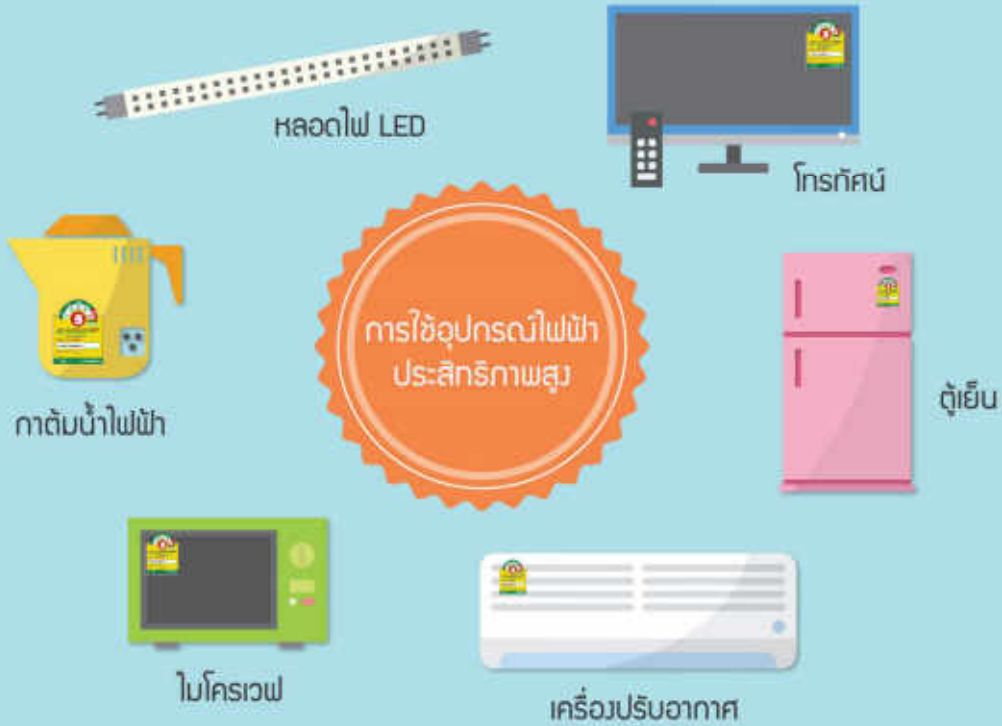 หลอดไฟ LED
โทรทัศน์
การใช้อุปกรณ์ไฟฟ้า
ประสิทธิภาพสูง
กาต้มน้ำไฟฟ้า
ตู้เย็น
ไมโครเวฟ
เครื่องปรับอากาศ